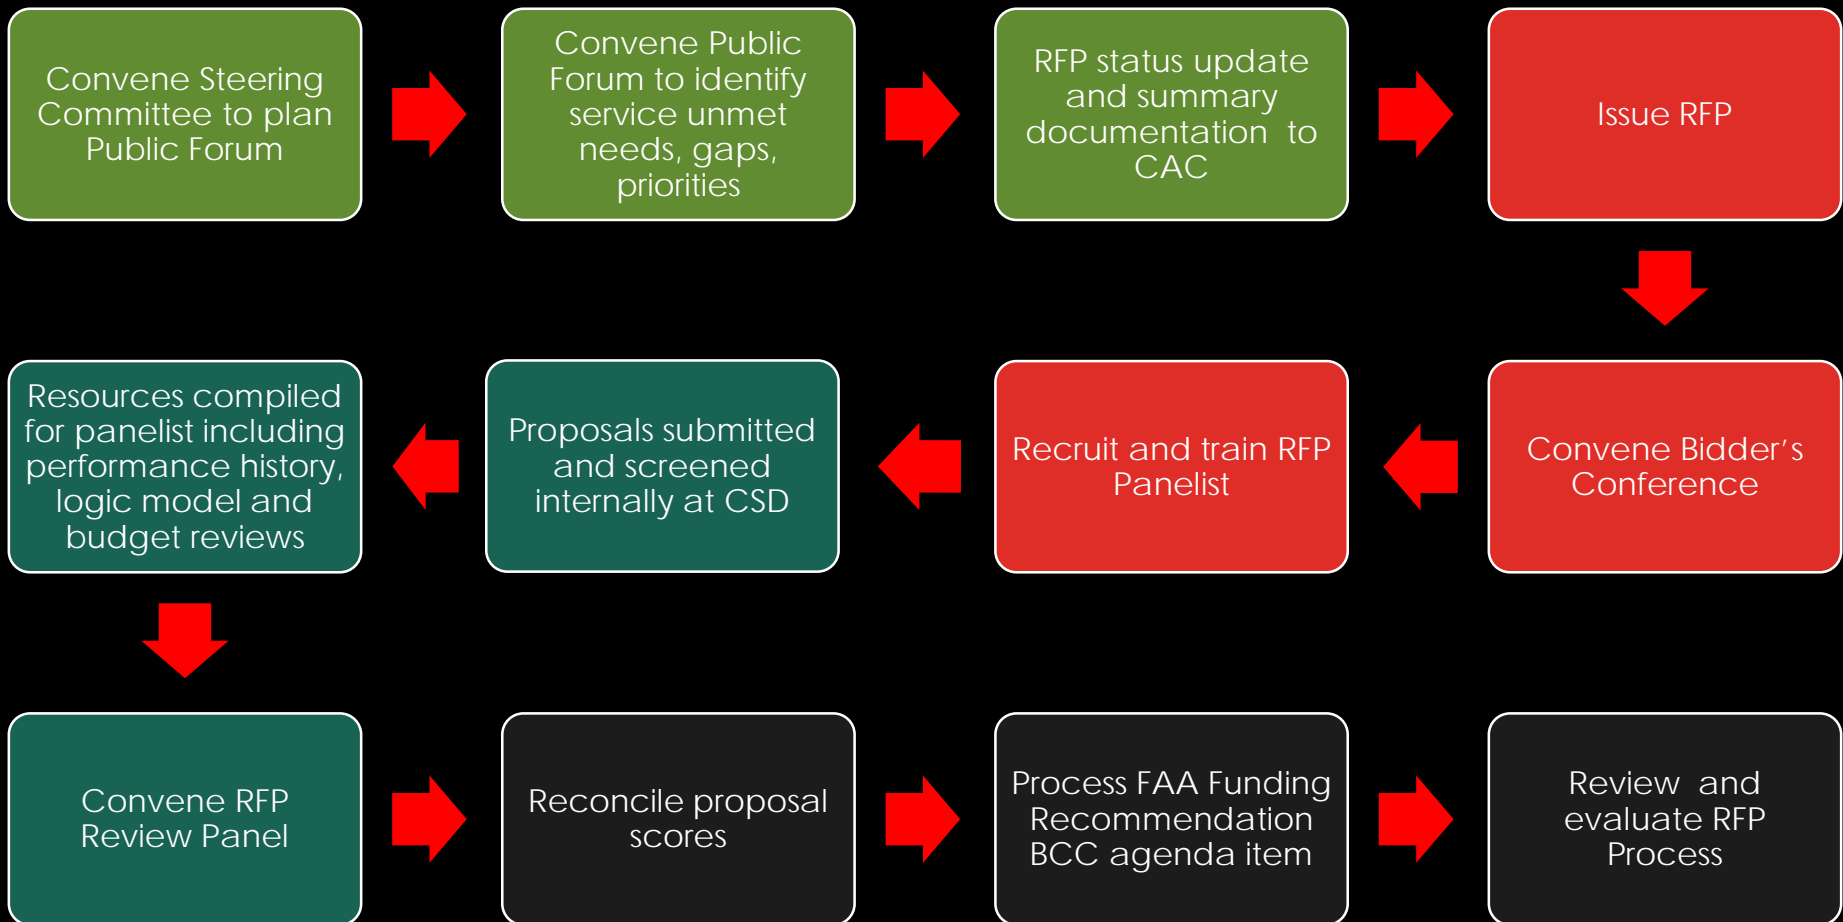 Convene Steering
Committee to plan
Public Forum
Convene Public
Forum to identify
service unmet
needs, gaps,
priorities
RFP status update
and summary
documentation to
CAC
Issue RFP
Convene Bidder’s
Conference
Recruit and train RFP
Panelist
Proposals submitted
and screened
internally at CSD
Resources compiled
for panelist including
performance history,
logic model and
budget reviews
Convene RFP
Review Panel
Reconcile proposal
scores
Process FAA Funding
Recommendation
BCC agenda item
Review and
evaluate RFP
Process